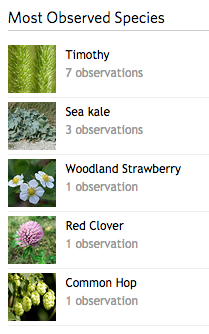 Most Observed Species
Timothy
7 observations
Sea kale
3 observations
Woodland Strawberry
1 observation
Red Clover
1 observation
Common Hop
1 observation